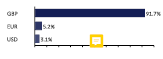 GBP 91.7%
EUR 5.2%
USD 3.1%